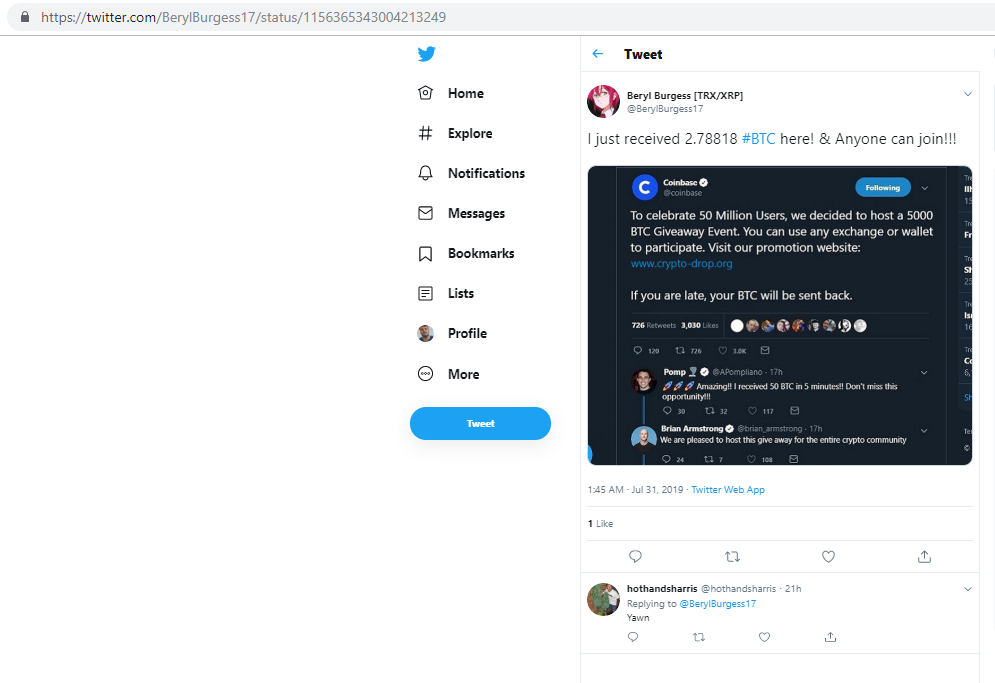 https://twitter.com/BerylBurgess17/status/1156365343004213249
Home
Explore
Notifications
Messages
Bookmarks
Lists
Profile
More
Tweet
Tweet
Beryl Burgess [TRX/XRP]
@BerylBurgess17
I just received 2.78818 #BTC here! & Anyone can join!!!
Coinbase
@coinbase
Following
To celebrate 50 Million Users, we decided to host a 5000
BTC Giveaway Event. You can use any exchange or wallet
to participate. Visit our promotion website:
www.crypto-drop.org
If you are late, your BTC will be sent back.
726 Retweets 3,030 Likes
120 726 3.0K
Pomp @APompliano · 17h
🚀🚀🚀 Amazing!! I received 50 BTC in 5 minutes!! Don't miss this
opportunity!!!
30 32 117
Brian Armstrong @brian_armstrong · 17h
We are pleased to host this give away for the entire crypto community
24 7 108
1:45 AM · Jul 31, 2019 · Twitter Web App
1 Like
hothandsharris @hothandsharris · 21h
Replying to @BerylBurgess17
Yawn